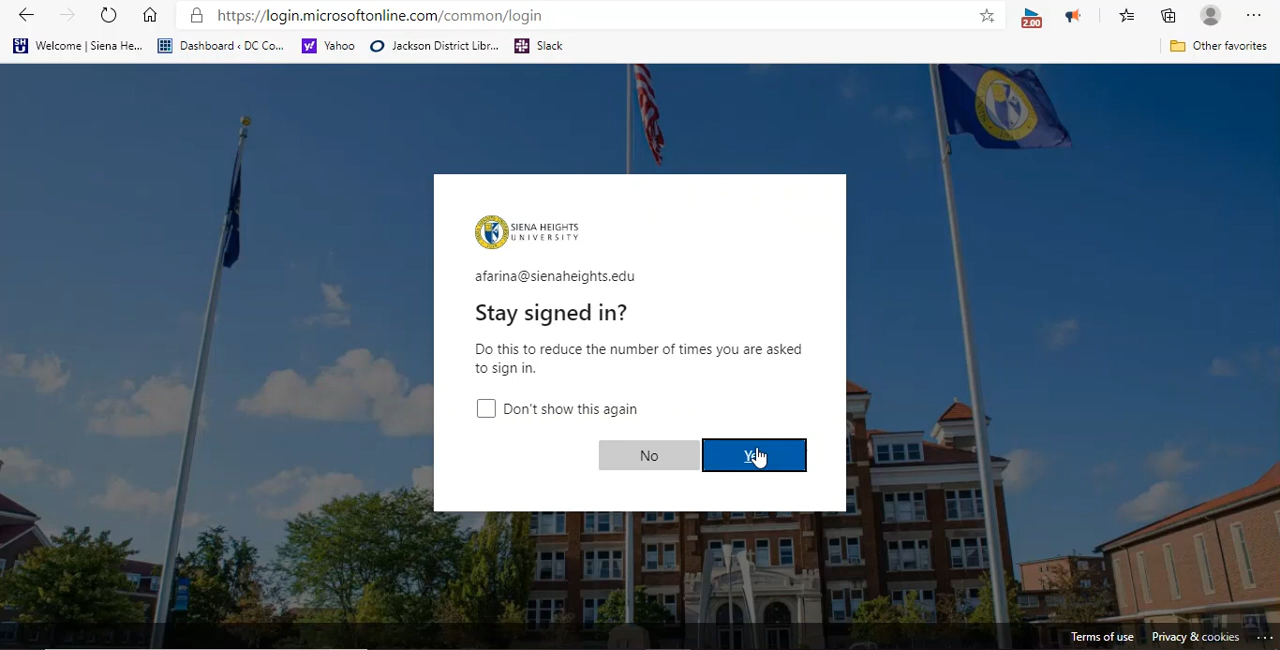 https://login.microsoftonline.com/common/login
2.00
SH
U
Welcome | Siena He...
Dashboard ‹ DC Co...
y!
Yahoo
Jackson District Libr...
Slack
Other favorites
SIENA HEIGHTS
UNIVERSITY
afarina@sienaheights.edu
Stay signed in?
Do this to reduce the number of times you are asked
to sign in.
Don't show this again
No
Terms of use
Privacy & cookies